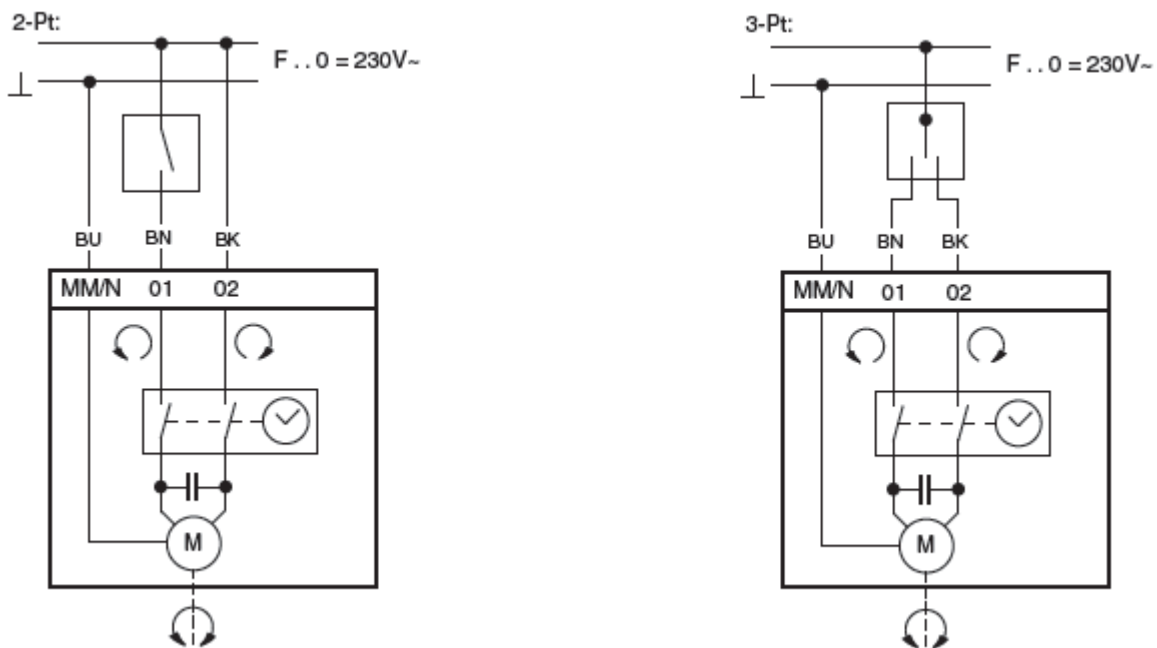 2-Pt:
F . . 0 = 230V~
BU BN BK
MM/N 01 02
M
3-Pt:
F . . 0 = 230V~
BU BN BK
MM/N 01 02
M